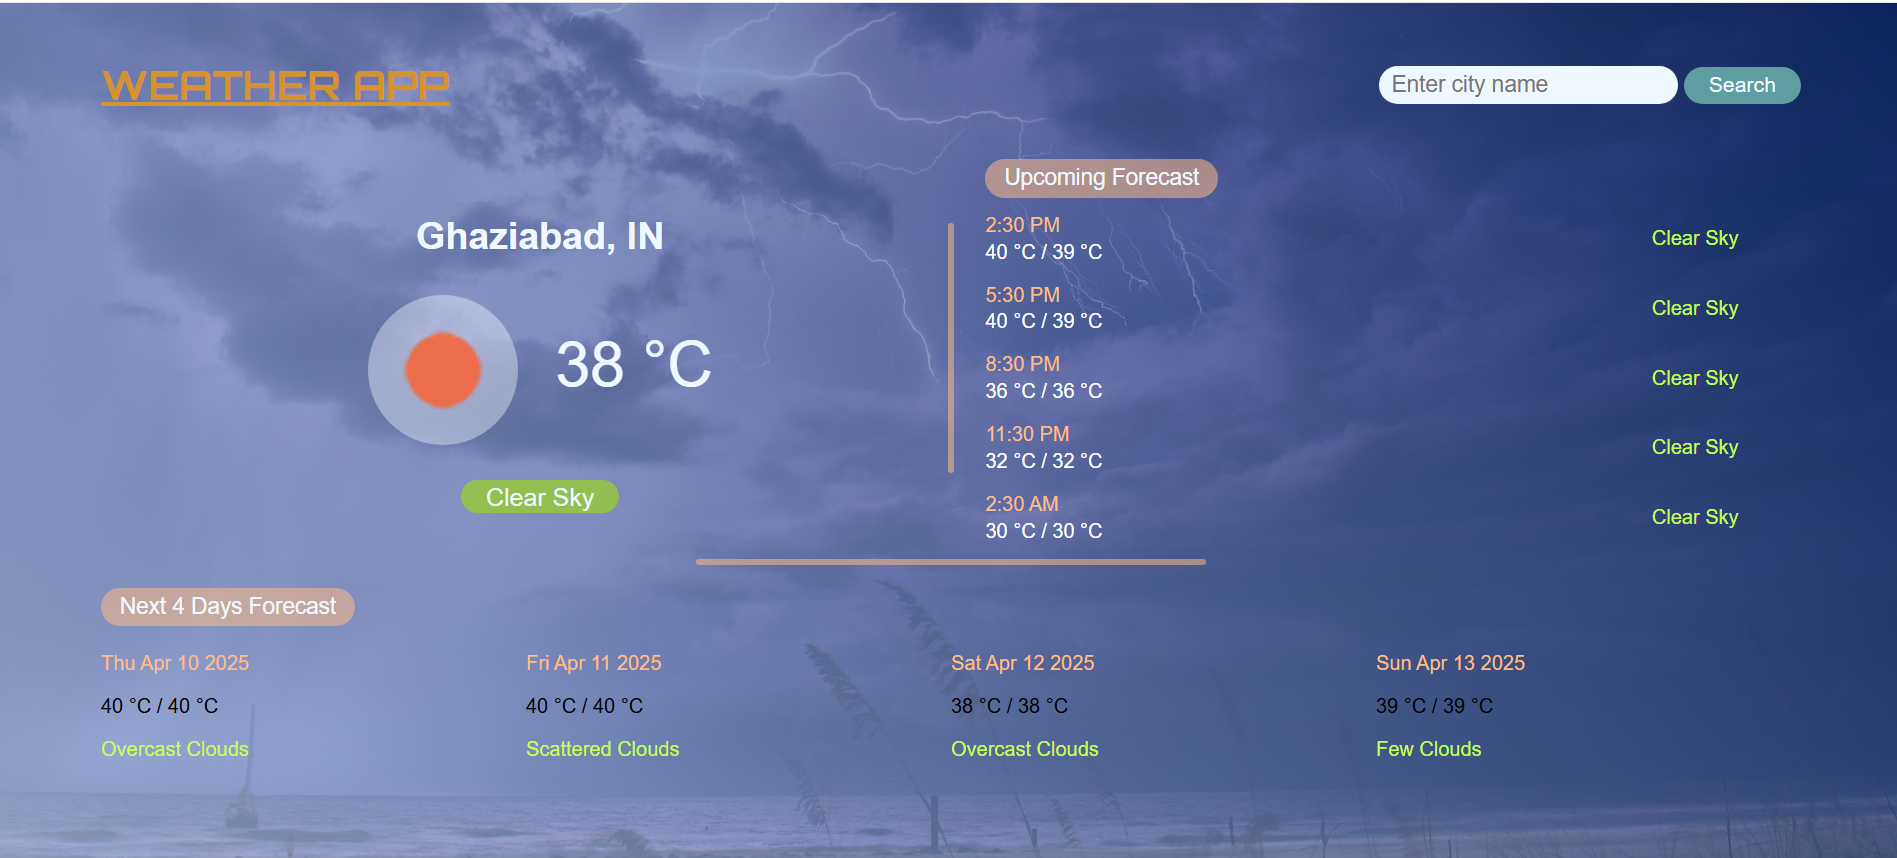 WEATHER APP
Enter city name
Search
Ghaziabad, IN
38 °C
Clear Sky
Upcoming Forecast
2:30 PM
40 °C / 39 °C
Clear Sky
5:30 PM
40 °C / 39 °C
Clear Sky
8:30 PM
36 °C / 36 °C
Clear Sky
11:30 PM
32 °C / 32 °C
Clear Sky
2:30 AM
30 °C / 30 °C
Clear Sky
Next 4 Days Forecast
Thu Apr 10 2025
40 °C / 40 °C
Overcast Clouds
Fri Apr 11 2025
40 °C / 40 °C
Scattered Clouds
Sat Apr 12 2025
38 °C / 38 °C
Overcast Clouds
Sun Apr 13 2025
39 °C / 39 °C
Few Clouds